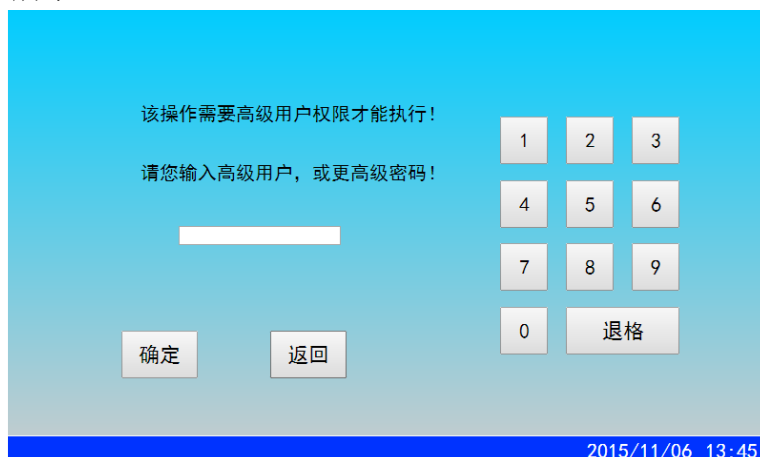 该操作需要高级用户权限才能执行!
请您输入高级用户，或更高级密码!
1 2 3
4 5 6
7 8 9
0 退格
确定 返回
2015/11/06 13:45